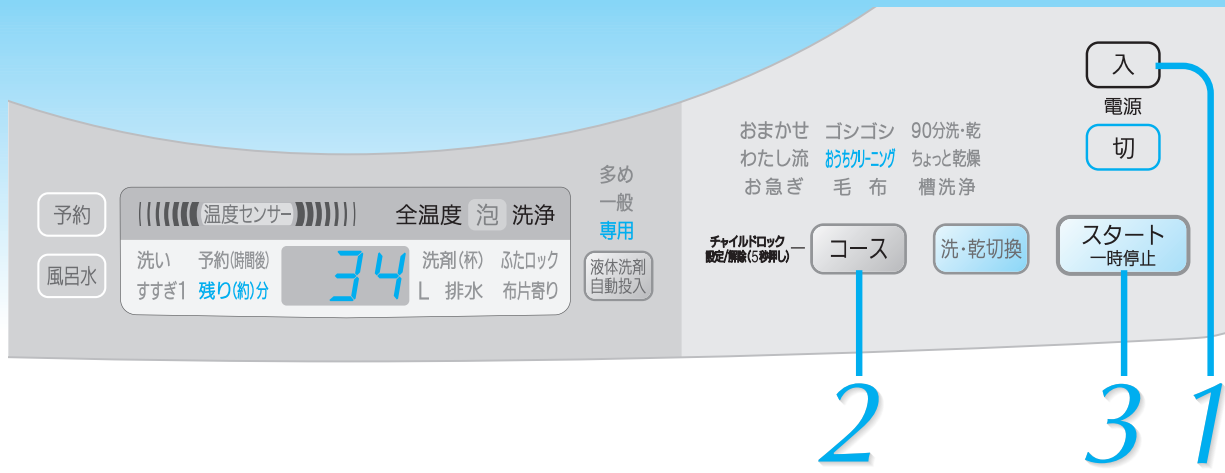 入
電源
切
おまかせ ゴシゴシ 90分洗・乾
わたし流 おうちクリーニング ちょっと乾燥
お急ぎ 毛布 槽洗浄
多め
一般
専用
液体洗剤
自動投入
予約
風呂水
温度センサー 全温度 泡 洗浄
洗い 予約(時間後) 34 洗剤(杯) ふたロック
すすぎ1 残り(約)分 L 排水 布片寄り
チャイルドロック
設定/解除(5秒押し)
コース
洗・乾切換
スタート
一時停止
2
3
1